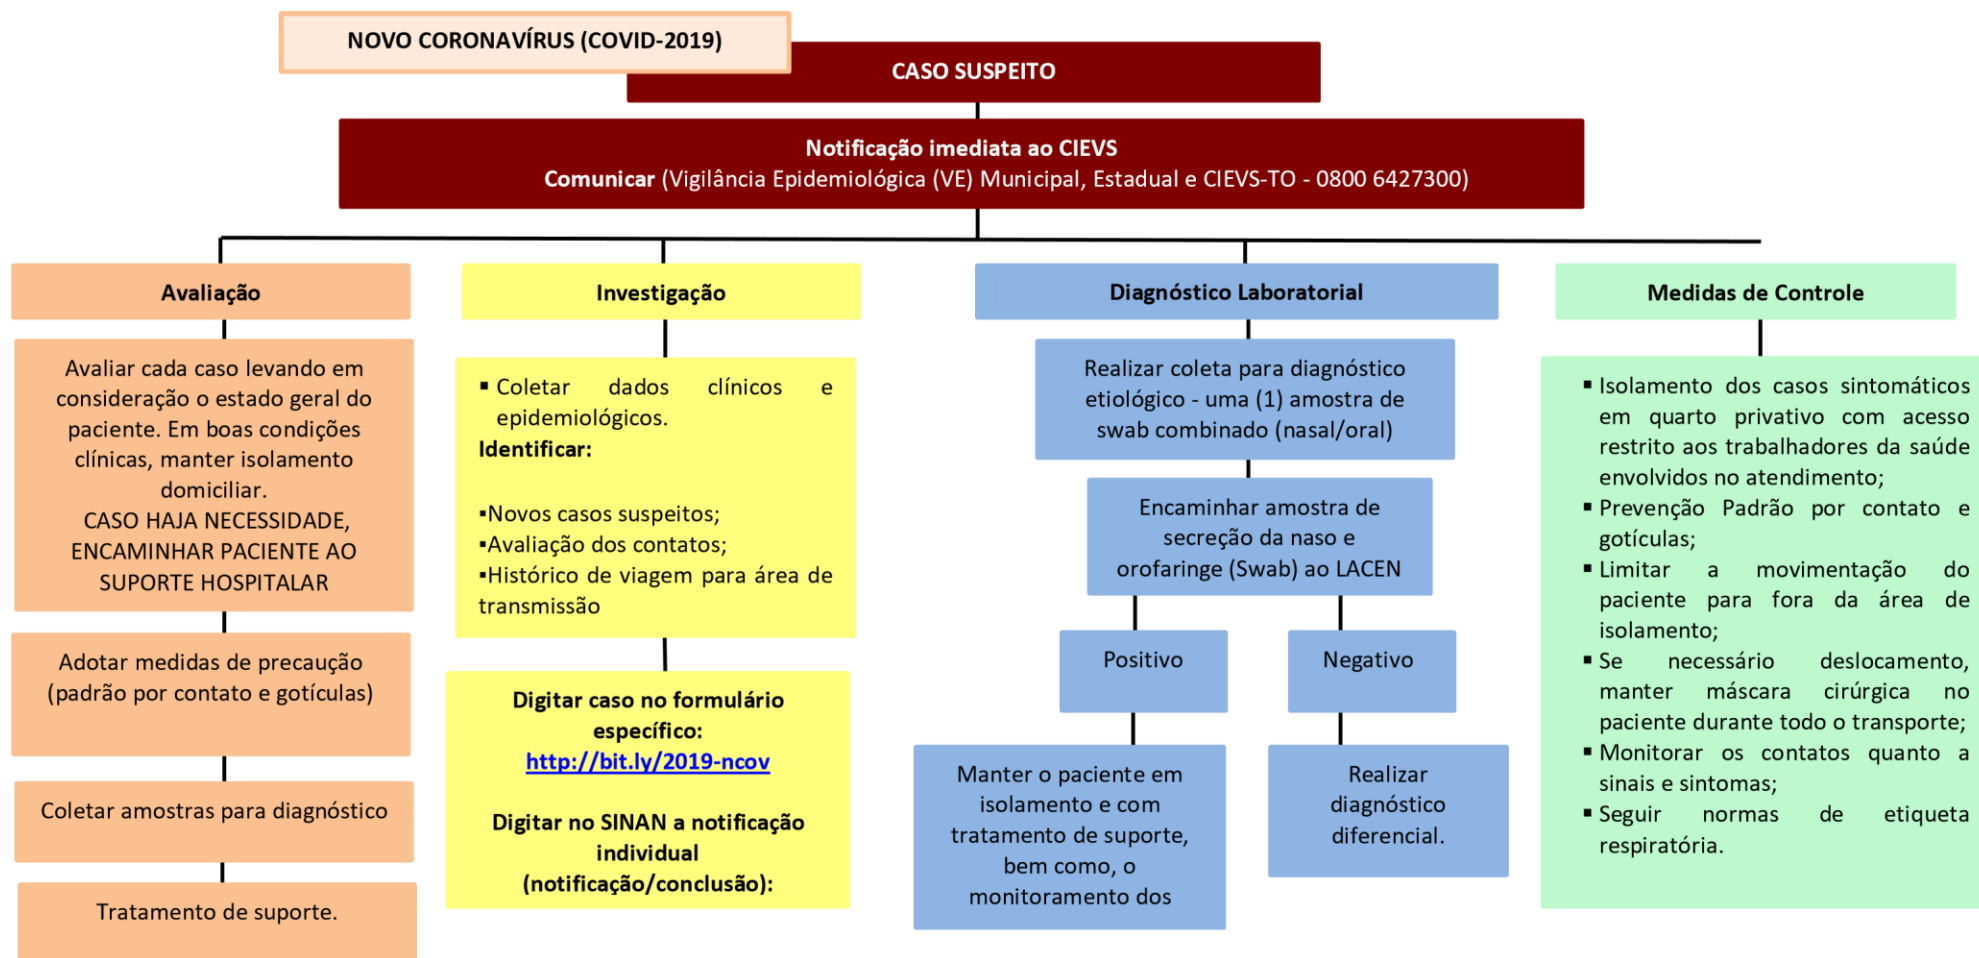 NOVO CORONAVÍRUS (COVID-2019)
CASO SUSPEITO
Notificação imediata ao CIEVS
Comunicar (Vigilância Epidemiológica (VE) Municipal, Estadual e CIEVS-TO - 0800 6427300)
Avaliação
Avaliar cada caso levando em
consideração o estado geral do
paciente. Em boas condições
clínicas, manter isolamento
domiciliar.
CASO HAJA NECESSIDADE,
ENCAMINHAR PACIENTE AO
SUPORTE HOSPITALAR
Adotar medidas de precaução
(padrão por contato e gotículas)
Coletar amostras para diagnóstico
Tratamento de suporte.
Investigação
▪ Coletar dados clínicos e
epidemiológicos.
Identificar:
▪Novos casos suspeitos;
▪Avaliação dos contatos;
▪Histórico de viagem para área de
transmissão
Digitar caso no formulário
específico:
http://bit.ly/2019-ncov
Digitar no SINAN a notificação
individual
(notificação/conclusão):
Diagnóstico Laboratorial
Realizar coleta para diagnóstico
etiológico - uma (1) amostra de
swab combinado (nasal/oral)
Encaminhar amostra de
secreção da naso e
orofaringe (Swab) ao LACEN
Positivo
Manter o paciente em
isolamento e com
tratamento de suporte,
bem como, o
monitoramento dos
Negativo
Realizar
diagnóstico
diferencial.
Medidas de Controle
▪ Isolamento dos casos sintomáticos
em quarto privativo com acesso
restrito aos trabalhadores da saúde
envolvidos no atendimento;
▪ Prevenção Padrão por contato e
gotículas;
▪ Limitar a movimentação do
paciente para fora da área de
isolamento;
▪ Se necessário deslocamento,
manter máscara cirúrgica no
paciente durante todo o transporte;
▪ Monitorar os contatos quanto a
sinais e sintomas;
▪ Seguir normas de etiqueta
respiratória.